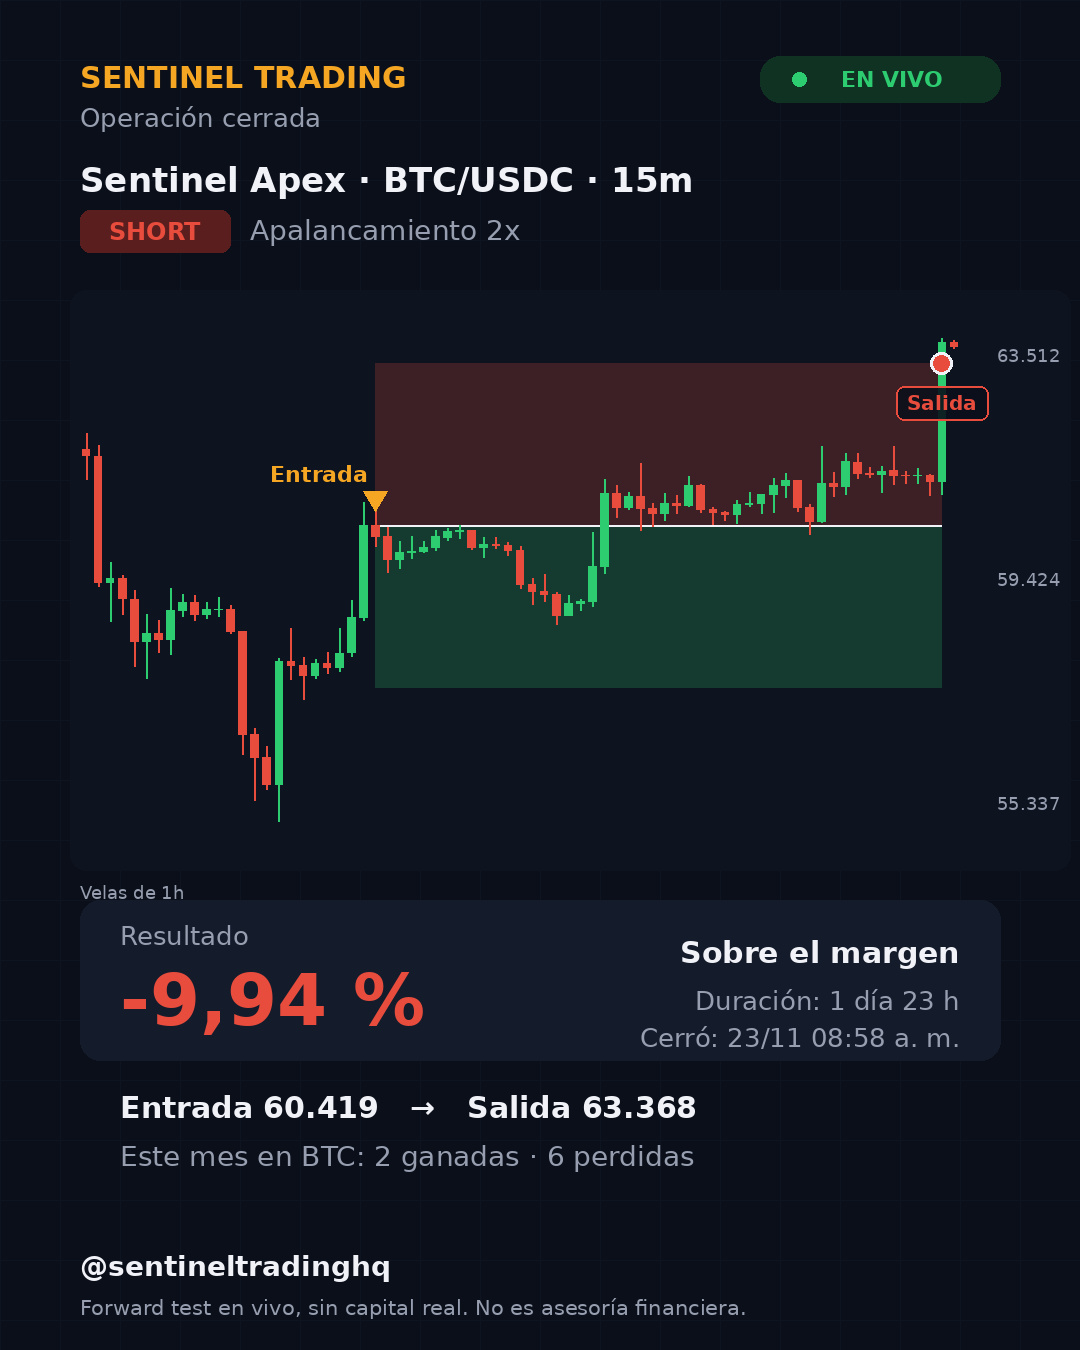 SENTINEL TRADING
EN VIVO
Operación cerrada
Sentinel Apex · BTC/USDC · 15m
SHORT
Apalancamiento 2x
63.512
Salida
Entrada
59.424
55.337
Velas de 1h
Resultado
-9,94 %
Sobre el margen
Duración: 1 día 23 h
Cerró: 23/11 08:58 a. m.
Entrada 60.419 → Salida 63.368
Este mes en BTC: 2 ganadas · 6 perdidas
@sentineltradinghq
Forward test en vivo, sin capital real. No es asesoría financiera.